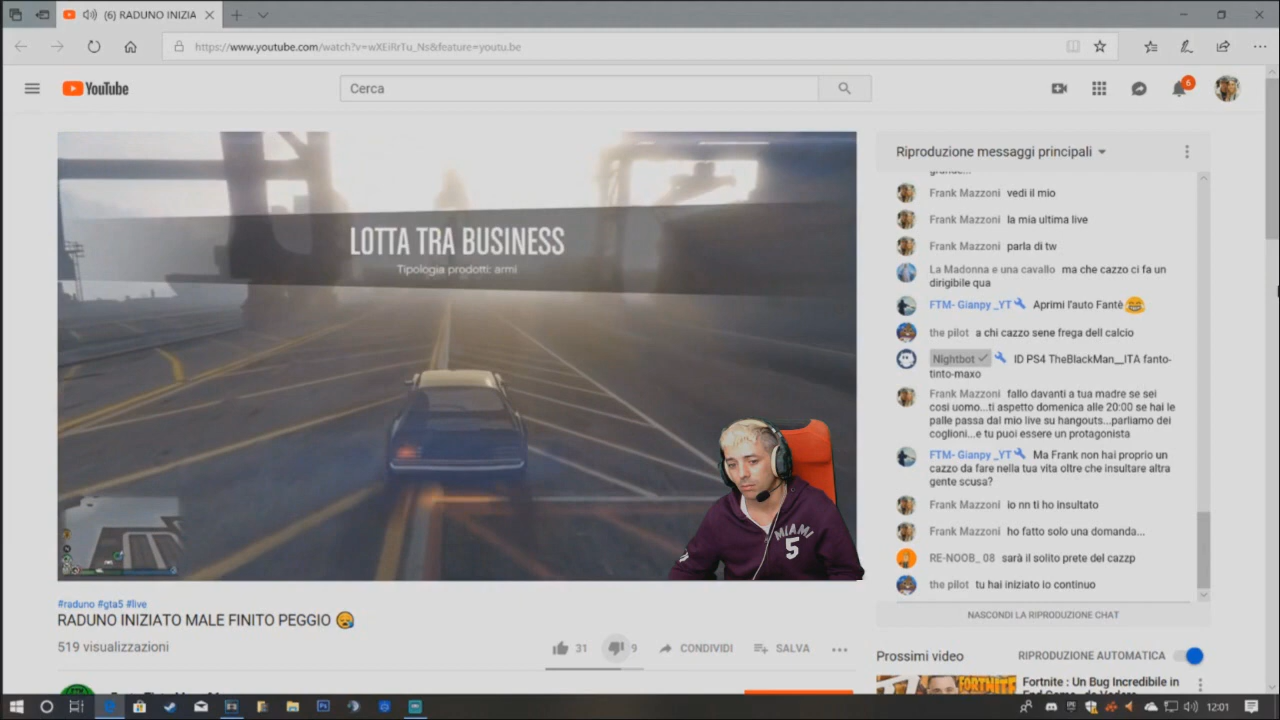 (6) RADUNO INIZIA
https://www.youtube.com/watch?v=wXEiRrTu_Ns&feature=youtu.be
YouTube
Cerca
6
LOTTA TRA BUSINESS
Tipologia prodotti: armi
MIAMI
5
#raduno #gta5 #live
RADUNO INIZIATO MALE FINITO PEGGIO 😪
519 visualizzazioni
31
9
CONDIVIDI
SALVA
Riproduzione messaggi principali
grande...
Frank Mazzoni vedi il mio
Frank Mazzoni la mia ultima live
Frank Mazzoni parla di tw
La Madonna e una cavallo ma che cazzo ci fa un
dirigibile qua
FTM- Gianpy _YT Aprimi l'auto Fantè 😂
the pilot a chi cazzo sene frega dell calcio
Nightbot ID PS4 TheBlackMan__ITA fanto-
tinto-maxo
Frank Mazzoni fallo davanti a tua madre se sei
cosi uomo...ti aspetto domenica alle 20:00 se hai le
palle passa dal mio live su hangouts...parliamo dei
coglioni...e tu puoi essere un protagonista
FTM- Gianpy _YT Ma Frank non hai proprio un
cazzo da fare nella tua vita oltre che insultare altra
gente scusa?
Frank Mazzoni io nn ti ho insultato
Frank Mazzoni ho fatto solo una domanda...
RE-NOOB_ 08 sarà il solito prete del cazzp
the pilot tu hai iniziato io continuo
NASCONDI LA RIPRODUZIONE CHAT
Prossimi video
RIPRODUZIONE AUTOMATICA
FORTNITE
Fortnite : Un Bug Incredibile in
12:01